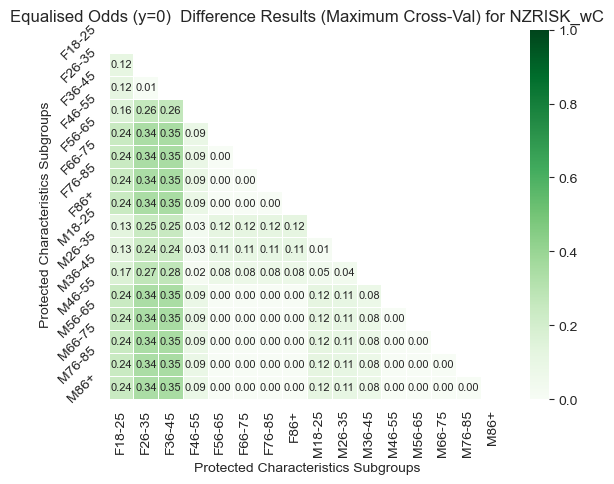 Equalised Odds (y=0)  Difference Results (Maximum Cross-Val) for NZRISK_wC
Protected Characteristics Subgroups
F18-25
F26-35
0.12
F36-45
0.12 0.01
F46-55
0.16 0.26 0.26
F56-65
0.24 0.34 0.35 0.09
F66-75
0.24 0.34 0.35 0.09 0.00
F76-85
0.24 0.34 0.35 0.09 0.00 0.00
F86+
0.24 0.34 0.35 0.09 0.00 0.00 0.00
M18-25
0.13 0.25 0.25 0.03 0.12 0.12 0.12 0.12
M26-35
0.13 0.24 0.24 0.03 0.11 0.11 0.11 0.11 0.01
M36-45
0.17 0.27 0.28 0.02 0.08 0.08 0.08 0.08 0.05 0.04
M46-55
0.24 0.34 0.35 0.09 0.00 0.00 0.00 0.00 0.12 0.11 0.08
M56-65
0.24 0.34 0.35 0.09 0.00 0.00 0.00 0.00 0.12 0.11 0.08 0.00
M66-75
0.24 0.34 0.35 0.09 0.00 0.00 0.00 0.00 0.12 0.11 0.08 0.00 0.00
M76-85
0.24 0.34 0.35 0.09 0.00 0.00 0.00 0.00 0.12 0.11 0.08 0.00 0.00 0.00
M86+
0.24 0.34 0.35 0.09 0.00 0.00 0.00 0.00 0.12 0.11 0.08 0.00 0.00 0.00 0.00
F18-25 F26-35 F36-45 F46-55 F56-65 F66-75 F76-85 F86+ M18-25 M26-35 M36-45 M46-55 M56-65 M66-75 M76-85 M86+
Protected Characteristics Subgroups
1.0
0.8
0.6
0.4
0.2
0.0